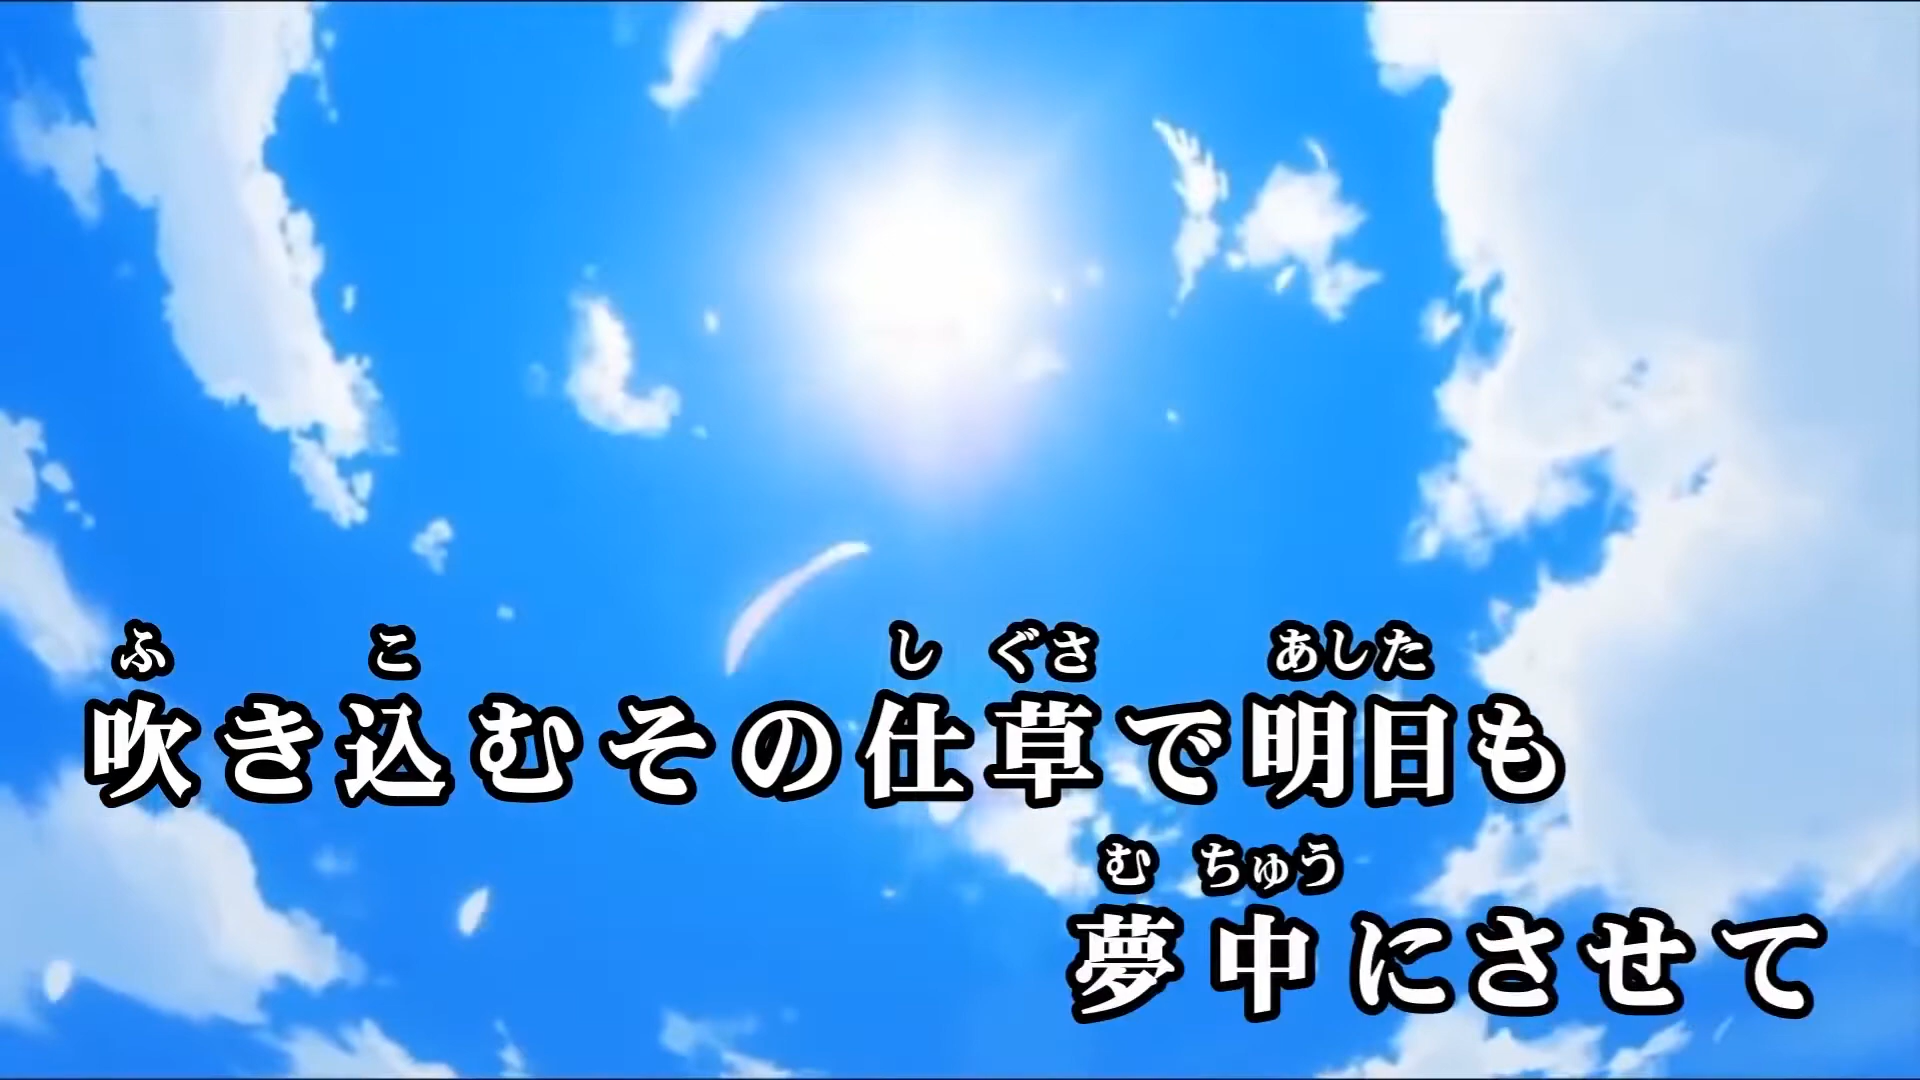 ふ こ し ぐさ あした
吹き込むその仕草で明日も
む ちゅう
夢中にさせて